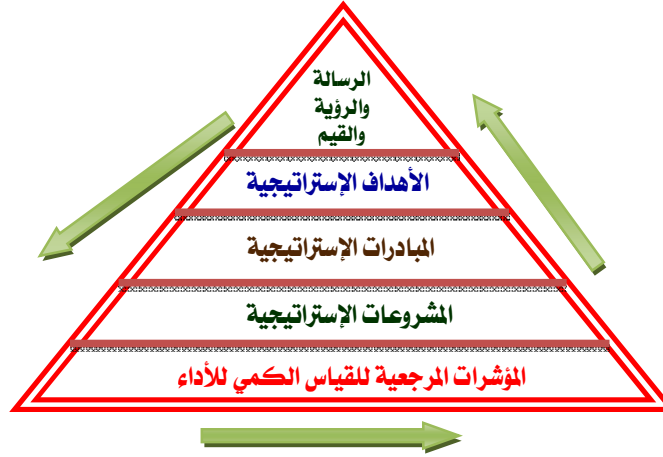 الرسالة
والرؤية
والقيم
الأهداف الإستراتيجية
المبادرات الإستراتيجية
المشروعات الإستراتيجية
المؤشرات المرجعية للقياس الكمي للأداء